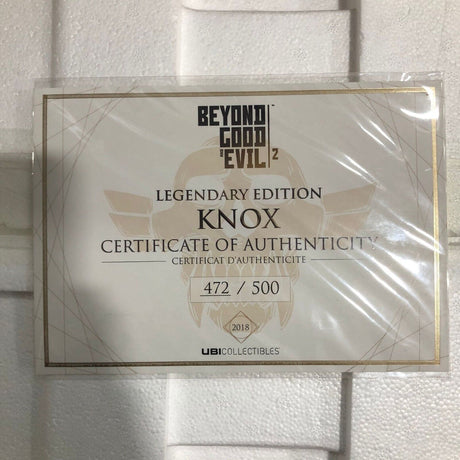 BEYOND
GOOD
& EVIL 2
LEGENDARY EDITION
KNOX
CERTIFICATE OF AUTHENTICITY
CERTIFICAT D'AUTHENTICITE
472 / 500
2018
UBICOLLECTIBLES